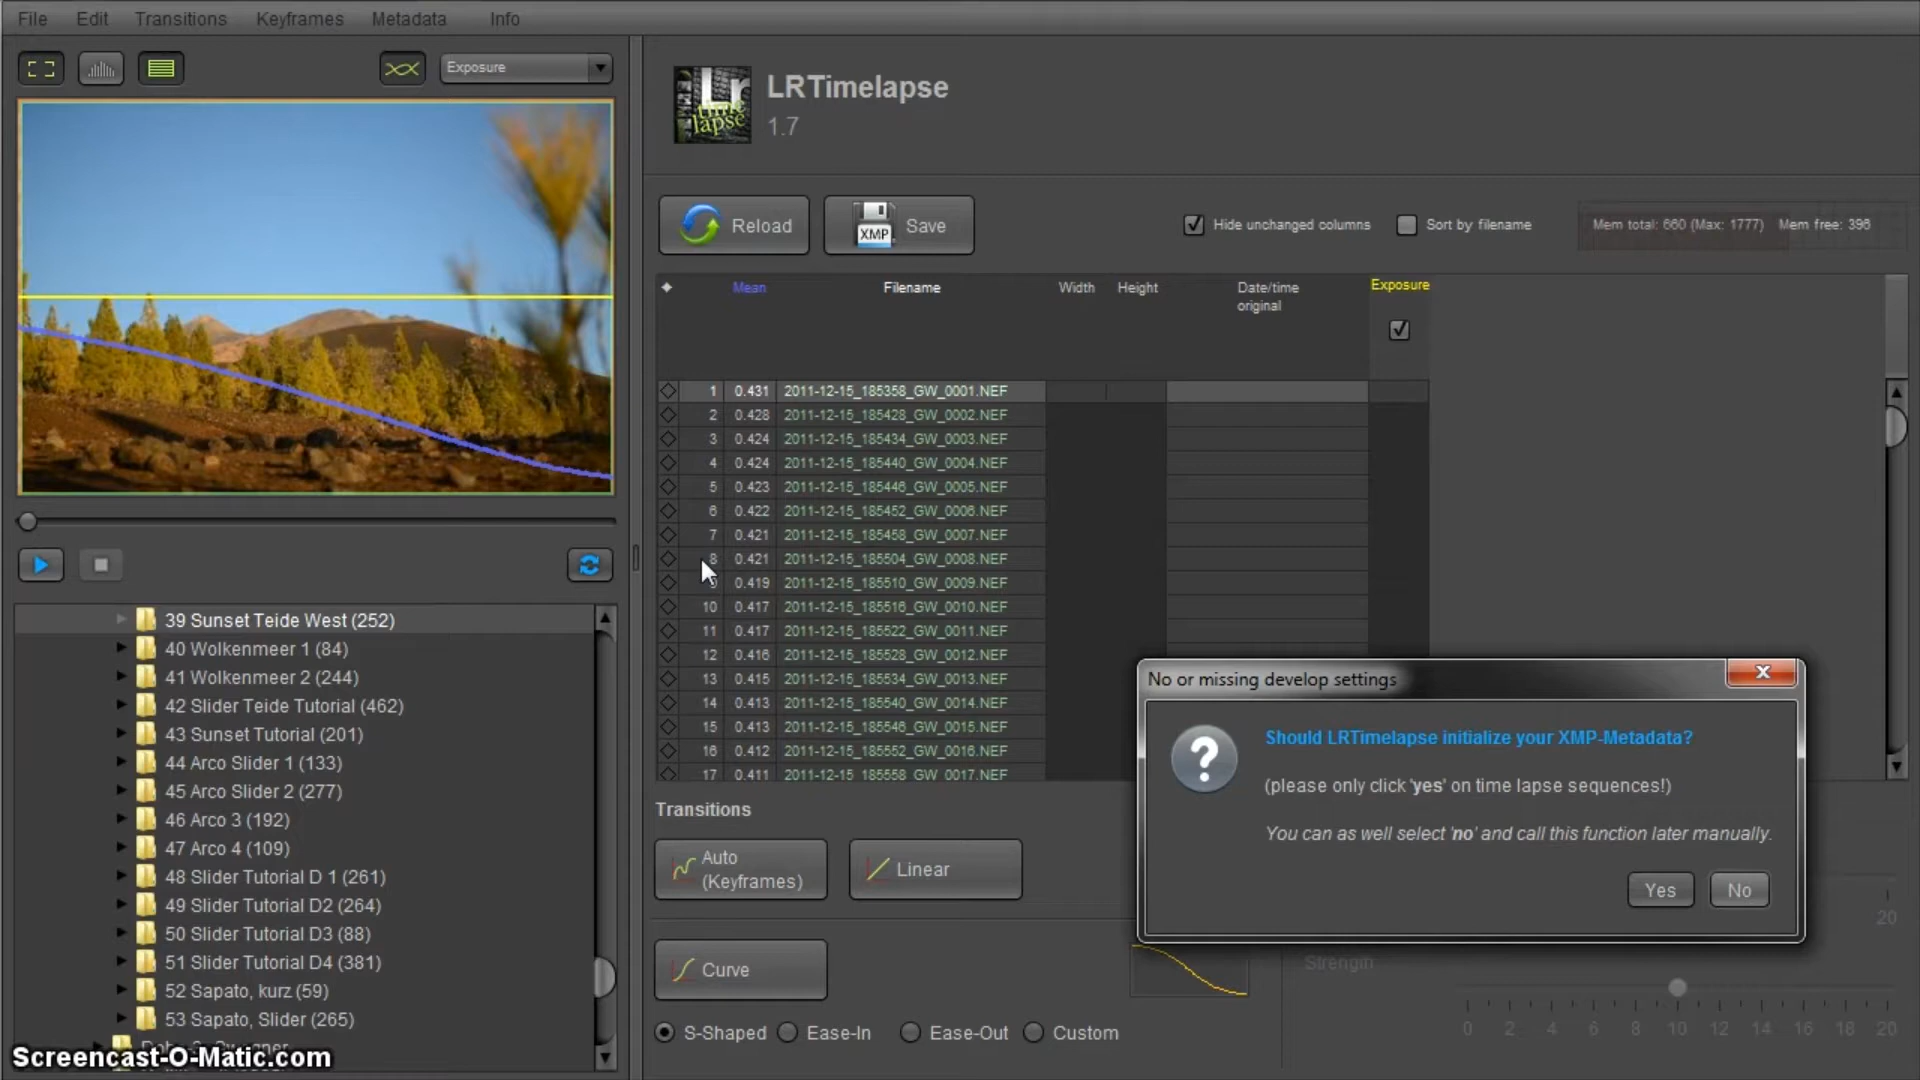 File Edit Transitions Keyframes Metadata Info
Exposure
LRTimelapse
1.7
Reload
XMP
Save
Hide unchanged columns
Sort by filename
Mem total: 660 (Max: 1777) Mem free: 396
Mean Filename Width Height Date/time original Exposure
1 0.431 2011-12-15_185358_GW_0001.NEF
2 0.428 2011-12-15_185428_GW_0002.NEF
3 0.424 2011-12-15_185434_GW_0003.NEF
4 0.424 2011-12-15_185440_GW_0004.NEF
5 0.423 2011-12-15_185446_GW_0005.NEF
6 0.422 2011-12-15_185452_GW_0006.NEF
7 0.421 2011-12-15_185458_GW_0007.NEF
8 0.421 2011-12-15_185504_GW_0008.NEF
9 0.419 2011-12-15_185510_GW_0009.NEF
10 0.417 2011-12-15_185516_GW_0010.NEF
11 0.417 2011-12-15_185522_GW_0011.NEF
12 0.416 2011-12-15_185528_GW_0012.NEF
13 0.415 2011-12-15_185534_GW_0013.NEF
14 0.413 2011-12-15_185540_GW_0014.NEF
15 0.413 2011-12-15_185546_GW_0015.NEF
16 0.412 2011-12-15_185552_GW_0016.NEF
17 0.411 2011-12-15_185558_GW_0017.NEF
39 Sunset Teide West (252)
40 Wolkenmeer 1 (84)
41 Wolkenmeer 2 (244)
42 Slider Teide Tutorial (462)
43 Sunset Tutorial (201)
44 Arco Slider 1 (133)
45 Arco Slider 2 (277)
46 Arco 3 (192)
47 Arco 4 (109)
48 Slider Tutorial D 1 (261)
49 Slider Tutorial D2 (264)
50 Slider Tutorial D3 (88)
51 Slider Tutorial D4 (381)
52 Sapato, kurz (59)
53 Sapato, Slider (265)
Screencast-O-Matic.com
Transitions
Auto
(Keyframes)
Linear
Curve
S-Shaped Ease-In Ease-Out Custom
No or missing develop settings
Should LRTimelapse initialize your XMP-Metadata?
(please only click 'yes' on time lapse sequences!)
You can as well select 'no' and call this function later manually.
Yes No
20
Strength
0 2 4 6 8 10 12 14 16 18 20